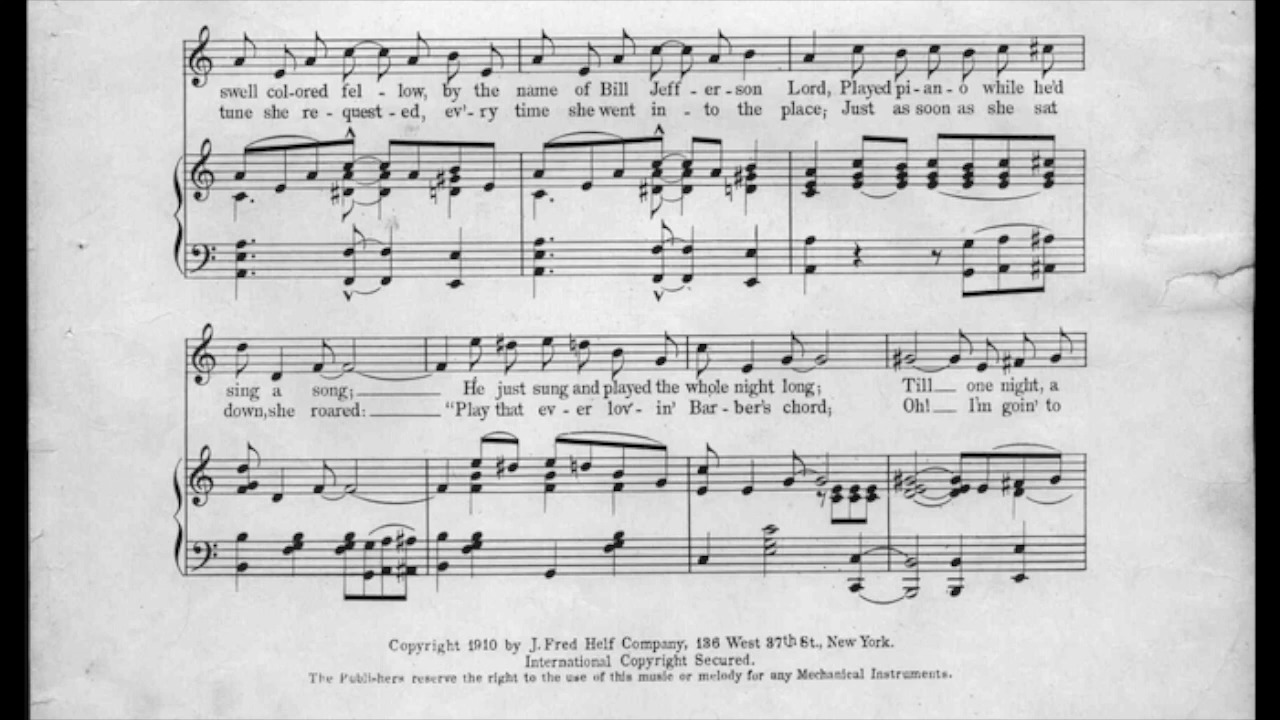 swell col-ored fel - low, by the name of Bill Jeff - er - son Lord, Played pi - an - o while he'd
tune she re - quest - ed, ev'- ry time she went in - to the place; Just as soon as she sat
sing a song; He just sung and played the whole night long; Till one night, a
down, she roared: "Play that ev - er lov - in' Bar - ber's chord; Oh! I'm goin' to
Copyright 1910 by J. Fred Helf Company, 136 West 37th St., New York.
International Copyright Secured.
The Publishers reserve the right to the use of this music or melody for any Mechanical Instruments.